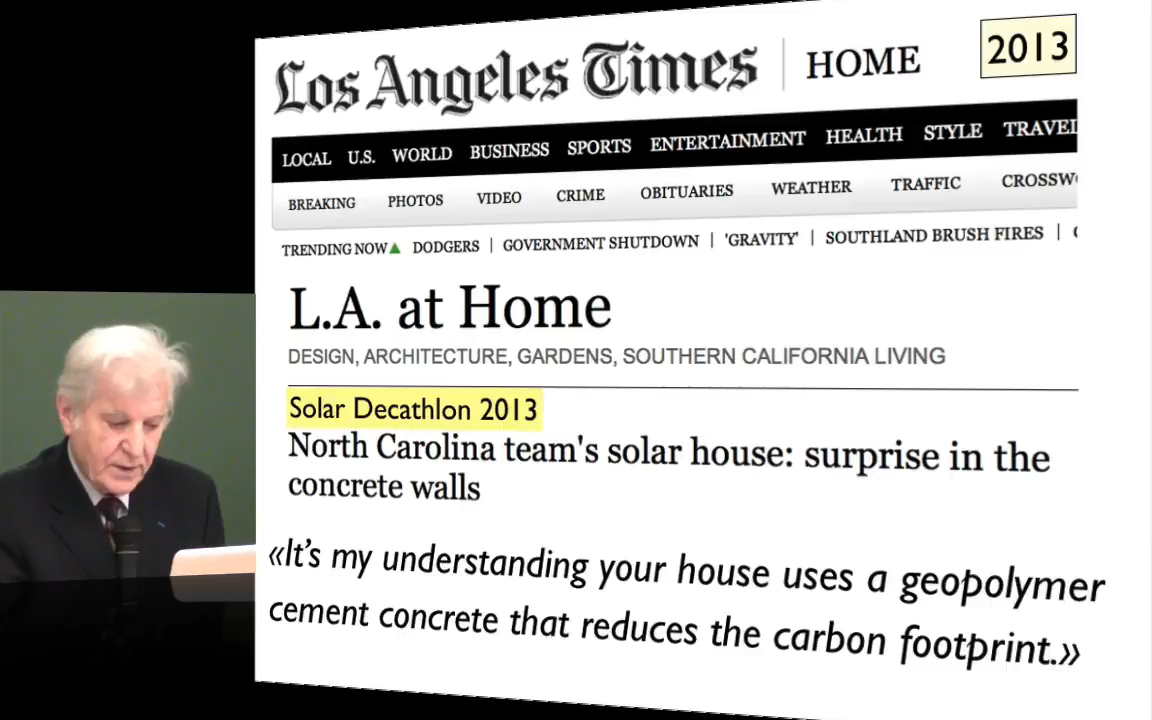 Los Angeles Times | HOME 2013
LOCAL U.S. WORLD BUSINESS SPORTS ENTERTAINMENT HEALTH STYLE TRAVEL
BREAKING PHOTOS VIDEO CRIME OBITUARIES WEATHER TRAFFIC CROSSW
TRENDING NOW▲ DODGERS | GOVERNMENT SHUTDOWN | 'GRAVITY' | SOUTHLAND BRUSH FIRES |
L.A. at Home
DESIGN, ARCHITECTURE, GARDENS, SOUTHERN CALIFORNIA LIVING
Solar Decathlon 2013
North Carolina team's solar house: surprise in the
concrete walls
«It's my understanding your house uses a geopolymer
cement concrete that reduces the carbon footprint.»